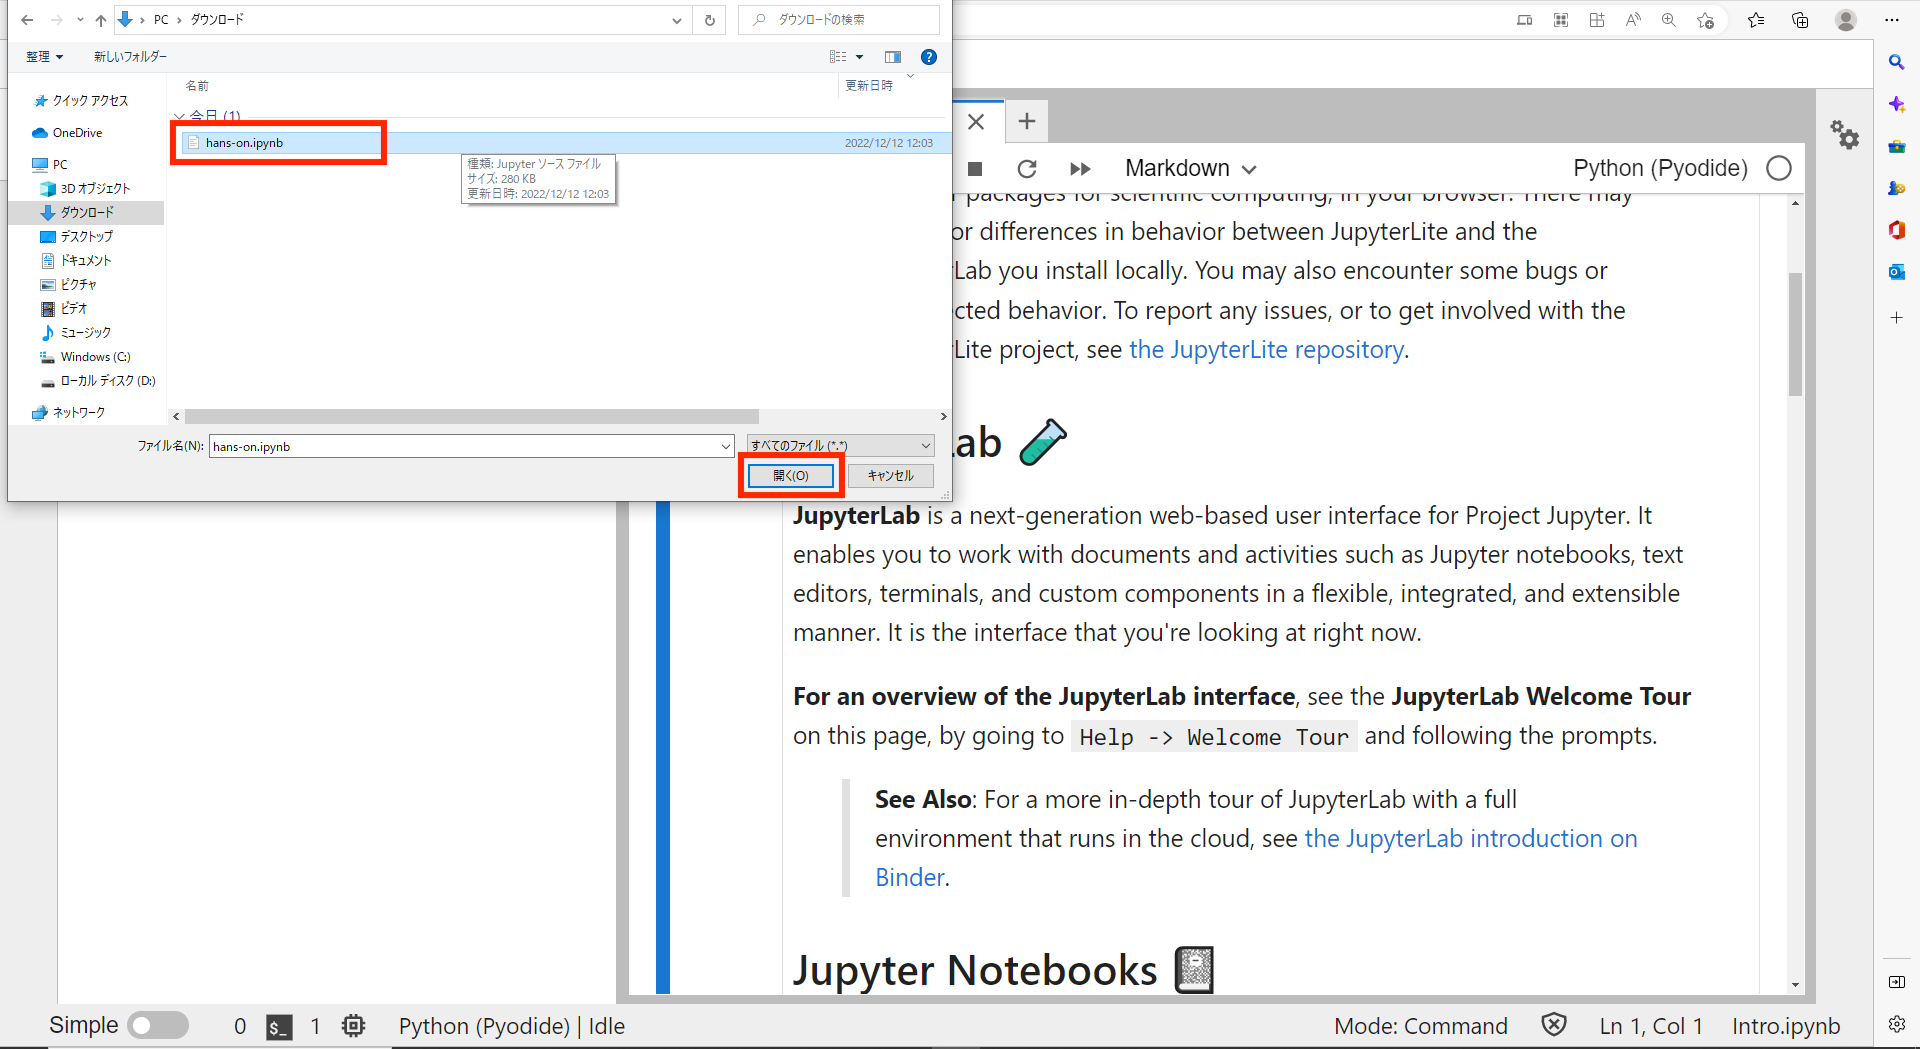 PC › ダウンロード
ダウンロードの検索
整理 新しいフォルダー
名前 更新日時
今日 (1)
hans-on.ipynb 2022/12/12 12:03
種類: Jupyter ソース ファイル
サイズ: 280 KB
更新日時: 2022/12/12 12:03
クイック アクセス
OneDrive
PC
3D オブジェクト
ダウンロード
デスクトップ
ドキュメント
ピクチャ
ビデオ
ミュージック
Windows (C:)
ローカル ディスク (D:)
ネットワーク
ファイル名(N): hans-on.ipynb すべてのファイル (*.*)
開く(O) キャンセル
Markdown Python (Pyodide)
packages for scientific computing, in your browser. There may
or differences in behavior between JupyterLite and the
Lab you install locally. You may also encounter some bugs or
cted behavior. To report any issues, or to get involved with the
Lite project, see the JupyterLite repository.
ab
JupyterLab is a next-generation web-based user interface for Project Jupyter. It
enables you to work with documents and activities such as Jupyter notebooks, text
editors, terminals, and custom components in a flexible, integrated, and extensible
manner. It is the interface that you're looking at right now.
For an overview of the JupyterLab interface, see the JupyterLab Welcome Tour
on this page, by going to Help -> Welcome Tour and following the prompts.
See Also: For a more in-depth tour of JupyterLab with a full
environment that runs in the cloud, see the JupyterLab introduction on
Binder.
Jupyter Notebooks
Simple 0 $_ 1 Python (Pyodide) | Idle Mode: Command Ln 1, Col 1 Intro.ipynb